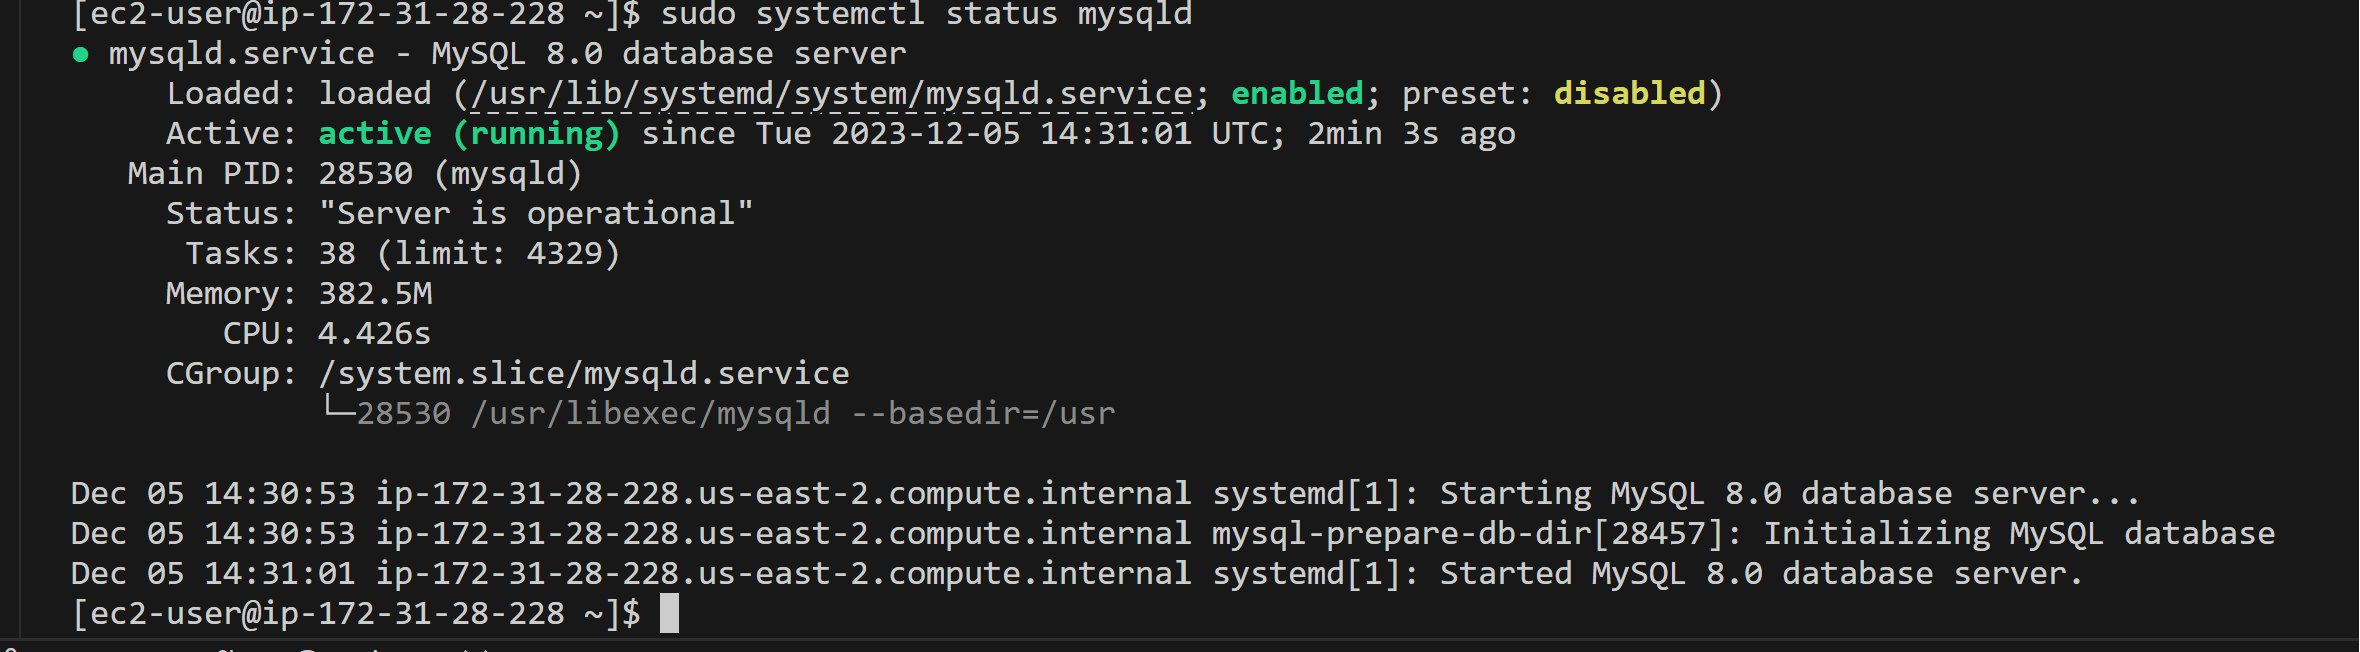 [ec2-user@ip-172-31-28-228 ~]$ sudo systemctl status mysqld
● mysqld.service - MySQL 8.0 database server
     Loaded: loaded (/usr/lib/systemd/system/mysqld.service; enabled; preset: disabled)
     Active: active (running) since Tue 2023-12-05 14:31:01 UTC; 2min 3s ago
   Main PID: 28530 (mysqld)
     Status: "Server is operational"
      Tasks: 38 (limit: 4329)
     Memory: 382.5M
        CPU: 4.426s
     CGroup: /system.slice/mysqld.service
             └─28530 /usr/libexec/mysqld --basedir=/usr

Dec 05 14:30:53 ip-172-31-28-228.us-east-2.compute.internal systemd[1]: Starting MySQL 8.0 database server...
Dec 05 14:30:53 ip-172-31-28-228.us-east-2.compute.internal mysql-prepare-db-dir[28457]: Initializing MySQL database
Dec 05 14:31:01 ip-172-31-28-228.us-east-2.compute.internal systemd[1]: Started MySQL 8.0 database server.
[ec2-user@ip-172-31-28-228 ~]$